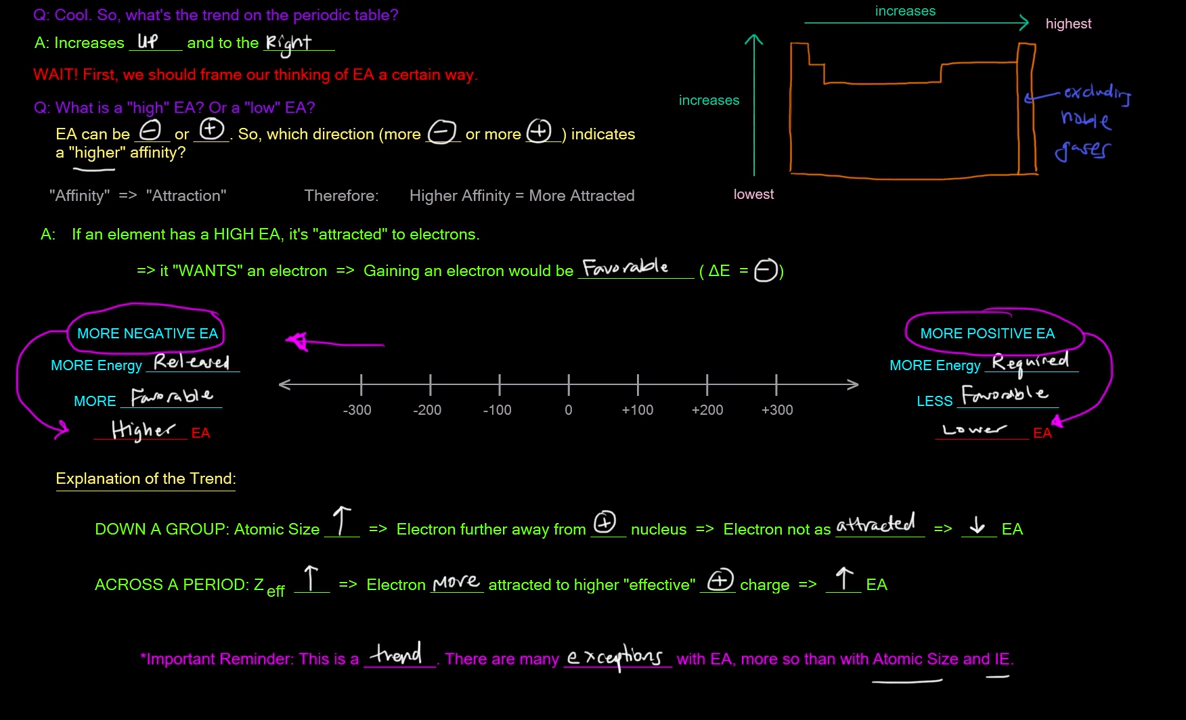 Q: Cool. So, what's the trend on the periodic table?
A: Increases UP and to the Right
WAIT! First, we should frame our thinking of EA a certain way.
Q: What is a "high" EA? Or a "low" EA?
EA can be ⊖ or ⊕. So, which direction (more ⊖ or more ⊕) indicates
a "higher" affinity?
increases
highest
increases
lowest
excluding
noble
gases
"Affinity" => "Attraction" Therefore: Higher Affinity = More Attracted
A: If an element has a HIGH EA, it's "attracted" to electrons.
=> it "WANTS" an electron => Gaining an electron would be Favorable ( ΔE = ⊖)
MORE NEGATIVE EA
MORE Energy Released
MORE Favorable
Higher EA
-300 -200 -100 0 +100 +200 +300
MORE POSITIVE EA
MORE Energy Required
LESS Favorable
Lower EA
Explanation of the Trend:
DOWN A GROUP: Atomic Size ↑ => Electron further away from ⊕ nucleus => Electron not as attracted => ↓ EA
ACROSS A PERIOD: Zeff ↑ => Electron more attracted to higher "effective" ⊕ charge => ↑ EA
*Important Reminder: This is a trend. There are many exceptions with EA, more so than with Atomic Size and IE.